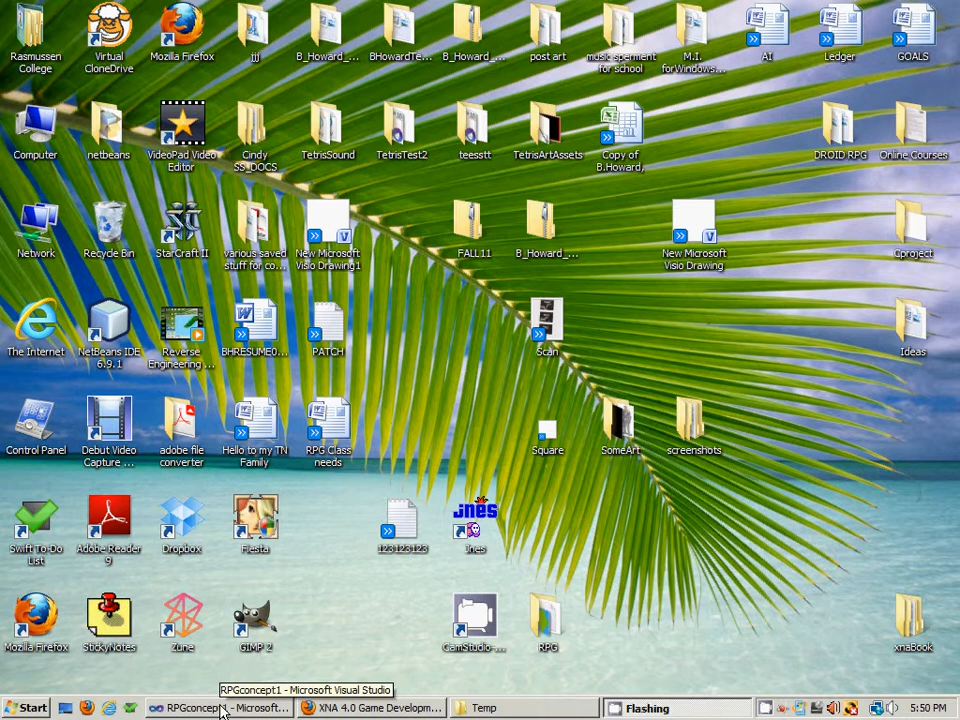 Rasmussen College
Virtual CloneDrive
Mozilla Firefox
jjj
B_Howard_...
BHowardTe...
B_Howard_...
post art
music sperment for school
M.I. forWindows...
AI
Ledger
GOALS
Computer
netbeans
VideoPad Video Editor
Cindy SS_DOCS
TetrisSound
TetrisTest2
teesstt
TetrisArtAssets
Copy of B.Howard,
DROID RPG
Online Courses
Network
Recycle Bin
StarCraft II
various saved stuff for co...
New Microsoft Visio Drawing1
FALL11
B_Howard_...
New Microsoft Visio Drawing
Cproject
The Internet
NetBeans IDE 6.9.1
Reverse Engineering ...
BHRESUME0...
PATCH
Scan
Ideas
Control Panel
Debut Video Capture ...
adobe file converter
Hello to my TN Family
RPG Class needs
Square
SomeArt
screenshots
Swift To-Do List
Adobe Reader 9
Dropbox
Fiesta
123123123
jnes
Jnes
Mozilla Firefox
StickyNotes
Zune
GIMP 2
CamStudio-...
RPG
xnaBook
RPGconcept1 - Microsoft Visual Studio
Start
RPGconcept1 - Microsoft...
XNA 4.0 Game Developm...
Temp
Flashing
5:50 PM